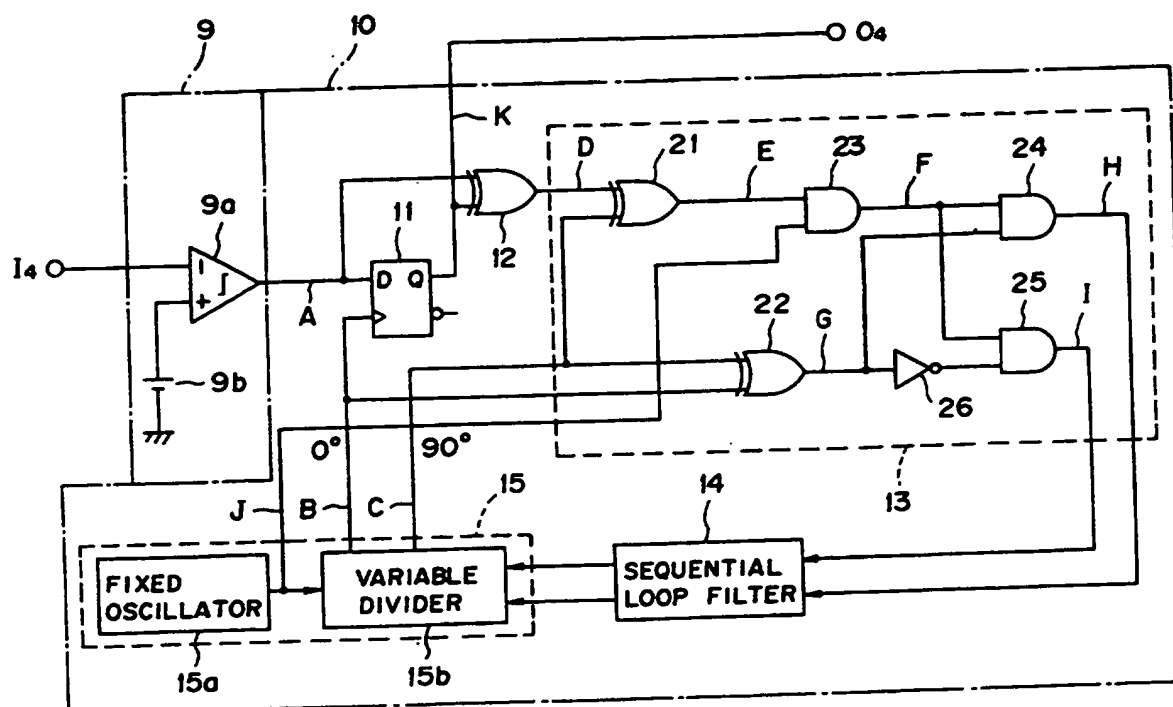 9
10
O4
K
D
21
E
23
F
24
H
9a
I4
11
12
D Q
A
22
G
25
I
9b
26
0°
90°
13
J
B
C
15
14
FIXED
OSCILLATOR
VARIABLE
DIVIDER
SEQUENTIAL
LOOP FILTER
15a
15b